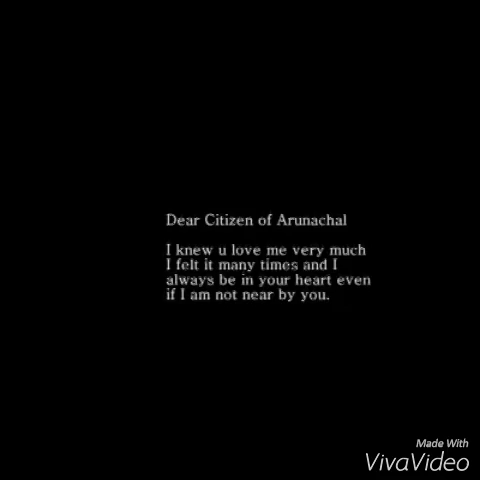 Dear Citizen of Arunachal
I knew u love me very much
I felt it many times and I
always be in your heart even
if I am not near by you.
Made With
VivaVideo